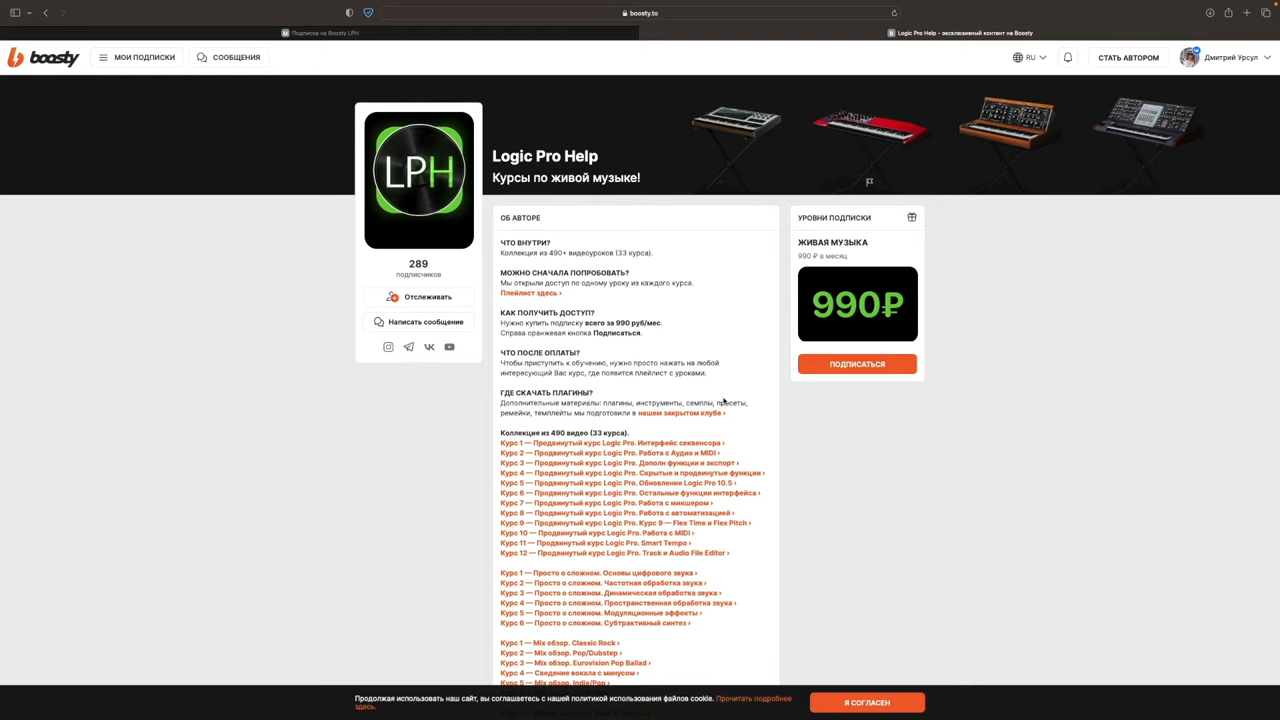 boosty.to
Подписка на Boosty LPH
Logic Pro Help - эксклюзивный контент на Boosty
boosty
МОИ ПОДПИСКИ
СООБЩЕНИЯ
RU
СТАТЬ АВТОРОМ
Дмитрий Урсул
LPH
Logic Pro Help
Курсы по живой музыке!
289
подписчиков
Отслеживать
Написать сообщение
ОБ АВТОРЕ
ЧТО ВНУТРИ?
Коллекция из 490+ видеоуроков (33 курса).
МОЖНО СНАЧАЛА ПОПРОБОВАТЬ?
Мы открыли доступ по одному уроку из каждого курса.
Плейлист здесь ›
КАК ПОЛУЧИТЬ ДОСТУП?
Нужно купить подписку всего за 990 руб/мес.
Справа оранжевая кнопка Подписаться.
ЧТО ПОСЛЕ ОПЛАТЫ?
Чтобы приступить к обучению, нужно просто нажать на любой
интересующий Вас курс, где появится плейлист с уроками.
ГДЕ СКАЧАТЬ ПЛАГИНЫ?
Дополнительные материалы: плагины, инструменты, семплы, пресеты,
ремейки, темплейты мы подготовили в нашем закрытом клубе ›
Коллекция из 490 видео (33 курса).
Курс 1 — Продвинутый курс Logic Pro. Интерфейс секвенсора ›
Курс 2 — Продвинутый курс Logic Pro. Работа с Аудио и MIDI ›
Курс 3 — Продвинутый курс Logic Pro. Дополн функции и экспорт ›
Курс 4 — Продвинутый курс Logic Pro. Скрытые и продвинутые функции ›
Курс 5 — Продвинутый курс Logic Pro. Обновление Logic Pro 10.5 ›
Курс 6 — Продвинутый курс Logic Pro. Остальные функции интерфейса ›
Курс 7 — Продвинутый курс Logic Pro. Работа с микшером ›
Курс 8 — Продвинутый курс Logic Pro. Работа с автоматизацией ›
Курс 9 — Продвинутый курс Logic Pro. Курс 9 — Flex Time и Flex Pitch ›
Курс 10 — Продвинутый курс Logic Pro. Работа с MIDI ›
Курс 11 — Продвинутый курс Logic Pro. Smart Tempo ›
Курс 12 — Продвинутый курс Logic Pro. Track и Audio File Editor ›
Курс 1 — Просто о сложном. Основы цифрового звука ›
Курс 2 — Просто о сложном. Частотная обработка звука ›
Курс 3 — Просто о сложном. Динамическая обработка звука ›
Курс 4 — Просто о сложном. Пространственная обработка звука ›
Курс 5 — Просто о сложном. Модуляционные эффекты ›
Курс 6 — Просто о сложном. Субтрактивный синтез ›
Курс 1 — Mix обзор. Classic Rock ›
Курс 2 — Mix обзор. Pop/Dubstep ›
Курс 3 — Mix обзор. Eurovision Pop Ballad ›
Курс 4 — Сведение вокала с минусом ›
Курс 5 — Mix обзор. Indie/Pop ›
УРОВНИ ПОДПИСКИ
ЖИВАЯ МУЗЫКА
990 ₽ в месяц
990₽
ПОДПИСАТЬСЯ
Продолжая использовать наш сайт, вы соглашаетесь с нашей политикой использования файлов cookie. Прочитать подробнее
здесь.
Я СОГЛАСЕН